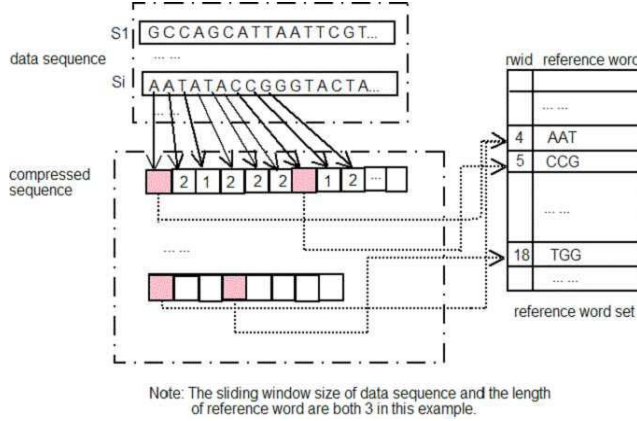 S1 GCCAGCATTAATTCGT...
... ...
data sequence
Si AATATACCGGGTACTA...
... ...
rwid reference word
... ...
4 AAT
5 CCG
... ...
18 TGG
... ...
reference word set
compressed
sequence
2 1 2 2 2 1 2 ...
... ...
Note: The sliding window size of data sequence and the length
of reference word are both 3 in this example.